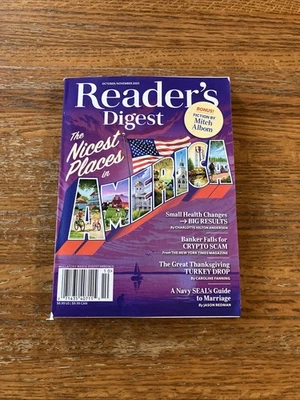 OCTOBER/NOVEMBER 2025
Reader's
Digest
BONUS!
FICTION BY
Mitch
Albom
The
Nicest
Places
in
AMERICA
Small Health Changes
→ BIG RESULTS
By CHARLOTTE HILTON ANDERSEN
Banker Falls for
CRYPTO SCAM
From THE NEW YORK TIMES MAGAZINE
The Great Thanksgiving
TURKEY DROP
By CAROLINE FANNING
A Navy SEAL's Guide
to Marriage
By JASON REDMAN
10